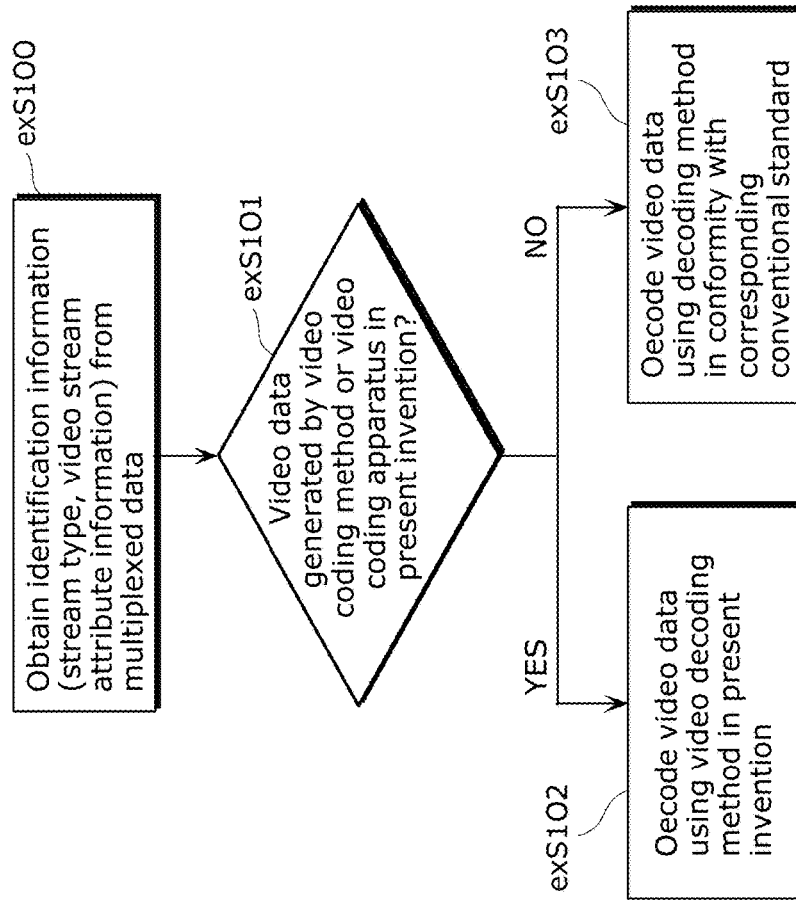 exS100
Obtain identification information
(stream type, video stream
attribute information) from
multiplexed data
exS101
Video data
generated by video
coding method or video
coding apparatus in
present invention?
YES
NO
exS102
Oecode video data
using video decoding
method in present
invention
exS103
Oecode video data
using decoding method
in conformity with
corresponding
conventional standard